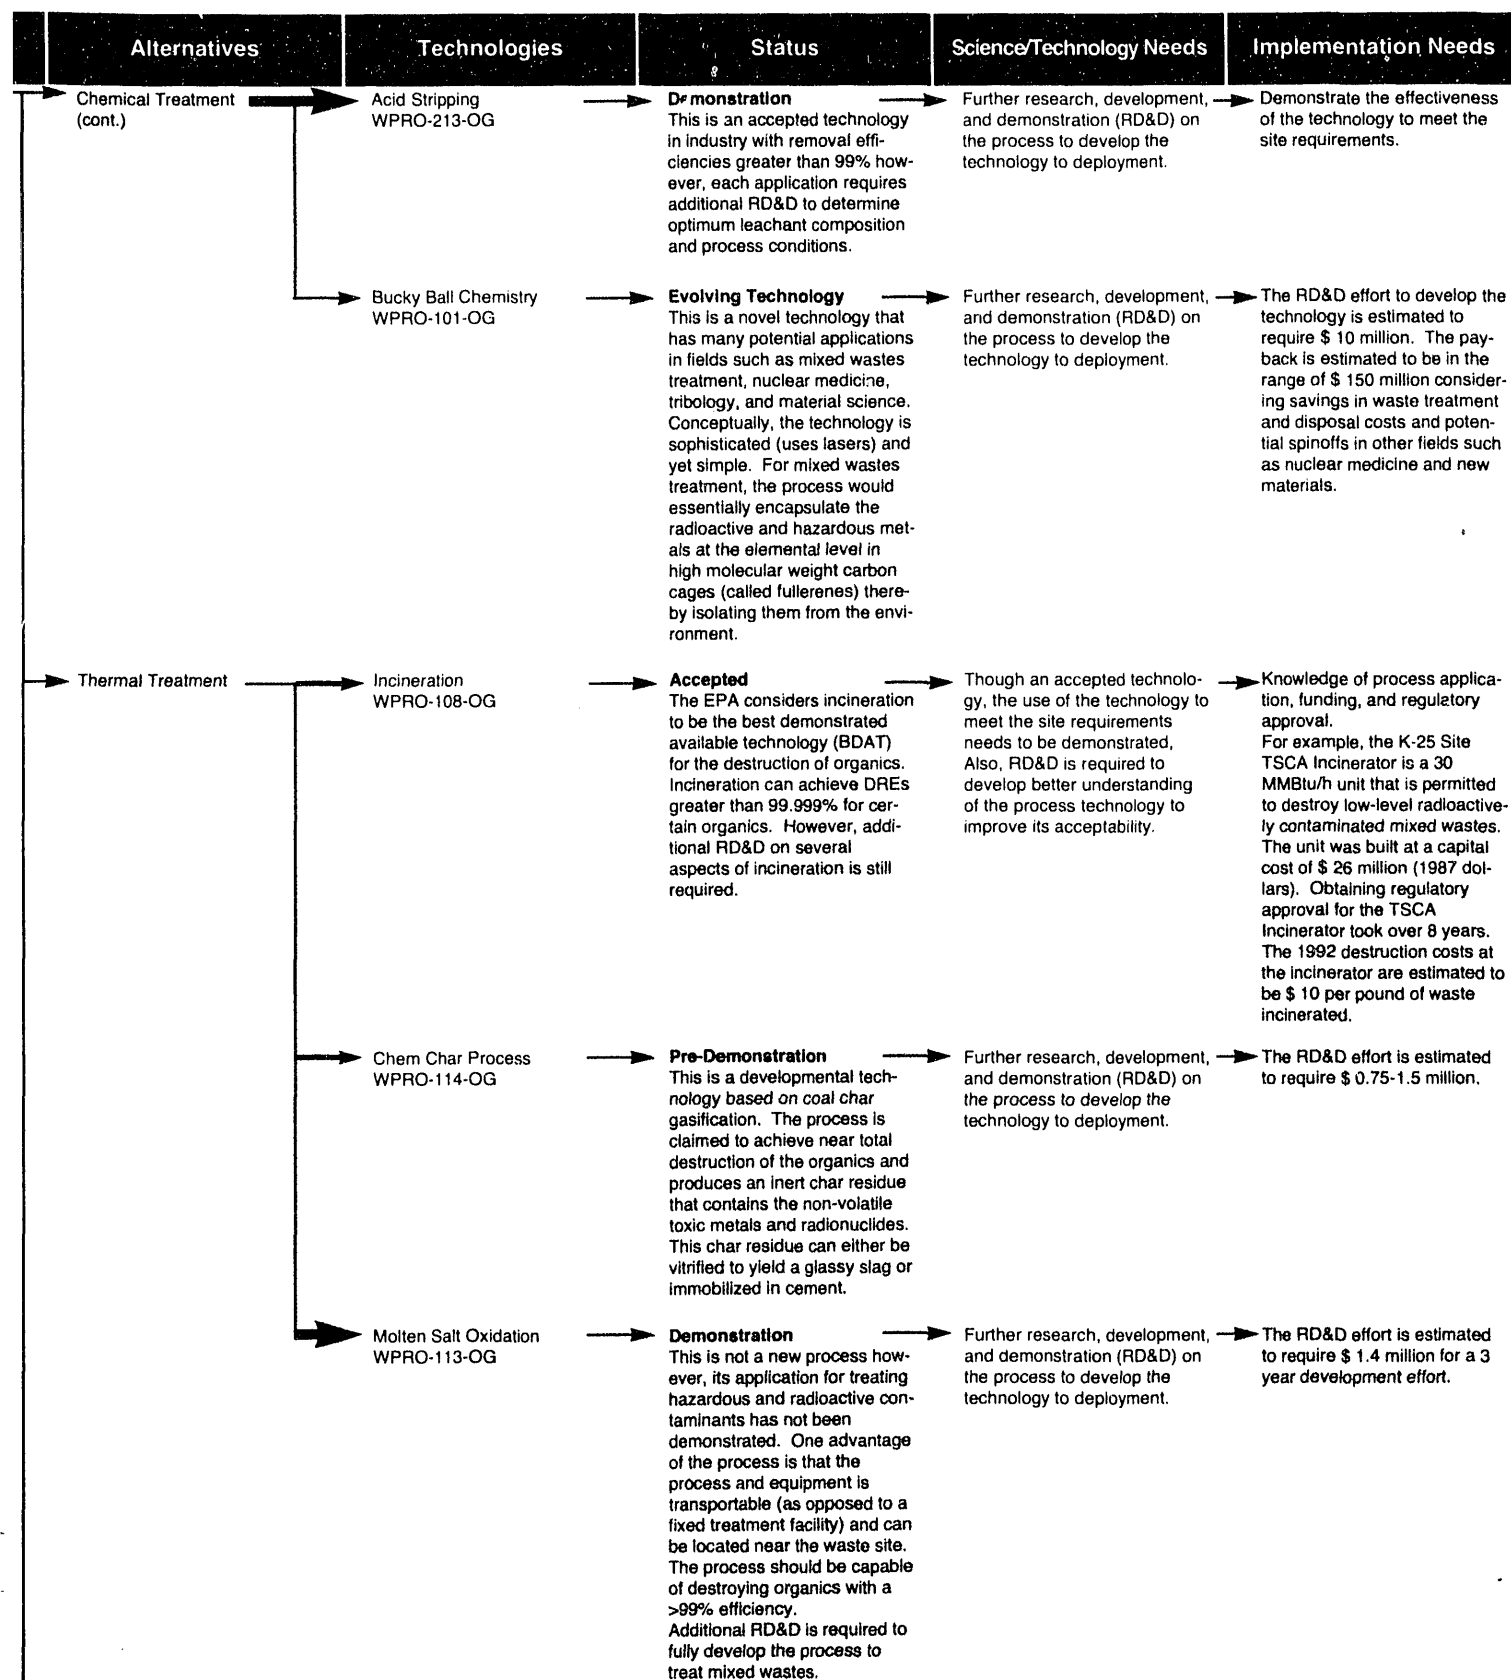 Alternatives
Technologies
Status
Science/Technology Needs
Implementation Needs
Chemical Treatment
(cont.)
Acid Stripping
WPRO-213-OG
Demonstration
This is an accepted technology
in industry with removal effi-
ciencies greater than 99% how-
ever, each application requires
additional RD&D to determine
optimum leachant composition
and process conditions.
Further research, development,
and demonstration (RD&D) on
the process to develop the
technology to deployment.
Demonstrate the effectiveness
of the technology to meet the
site requirements.
Bucky Ball Chemistry
WPRO-101-OG
Evolving Technology
This is a novel technology that
has many potential applications
in fields such as mixed wastes
treatment, nuclear medicine,
tribology, and material science.
Conceptually, the technology is
sophisticated (uses lasers) and
yet simple.  For mixed wastes
treatment, the process would
essentially encapsulate the
radioactive and hazardous met-
als at the elemental level in
high molecular weight carbon
cages (called fullerenes) there-
by isolating them from the envi-
ronment.
Further research, development,
and demonstration (RD&D) on
the process to develop the
technology to deployment.
The RD&D effort to develop the
technology is estimated to
require $ 10 million.  The pay-
back is estimated to be in the
range of $ 150 million consider-
ing savings in waste treatment
and disposal costs and poten-
tial spinoffs in other fields such
as nuclear medicine and new
materials.
Thermal Treatment
Incineration
WPRO-108-OG
Accepted
The EPA considers incineration
to be the best demonstrated
available technology (BDAT)
for the destruction of organics.
Incineration can achieve DREs
greater than 99.999% for cer-
tain organics.  However, addi-
tional RD&D on several
aspects of incineration is still
required.
Though an accepted technolo-
gy, the use of the technology to
meet the site requirements
needs to be demonstrated,
Also, RD&D is required to
develop better understanding
of the process technology to
improve its acceptability.
Knowledge of process applica-
tion, funding, and regulatory
approval.
For example, the K-25 Site
TSCA Incinerator is a 30
MMBtu/h unit that is permitted
to destroy low-level radioactive-
ly contaminated mixed wastes.
The unit was built at a capital
cost of $ 26 million (1987 dol-
lars).  Obtaining regulatory
approval for the TSCA
Incinerator took over 8 years.
The 1992 destruction costs at
the incinerator are estimated to
be $ 10 per pound of waste
incinerated.
Chem Char Process
WPRO-114-OG
Pre-Demonstration
This is a developmental tech-
nology based on coal char
gasification.  The process is
claimed to achieve near total
destruction of the organics and
produces an inert char residue
that contains the non-volatile
toxic metals and radionuclides.
This char residue can either be
vitrified to yield a glassy slag or
immobilized in cement.
Further research, development,
and demonstration (RD&D) on
the process to develop the
technology to deployment.
The RD&D effort is estimated
to require $ 0.75-1.5 million.
Molten Salt Oxidation
WPRO-113-OG
Demonstration
This is not a new process how-
ever, its application for treating
hazardous and radioactive con-
taminants has not been
demonstrated.  One advantage
of the process is that the
process and equipment is
transportable (as opposed to a
fixed treatment facility) and can
be located near the waste site.
The process should be capable
of destroying organics with a
>99% efficiency.
Additional RD&D is required to
fully develop the process to
treat mixed wastes.
Further research, development,
and demonstration (RD&D) on
the process to develop the
technology to deployment.
The RD&D effort is estimated
to require $ 1.4 million for a 3
year development effort.